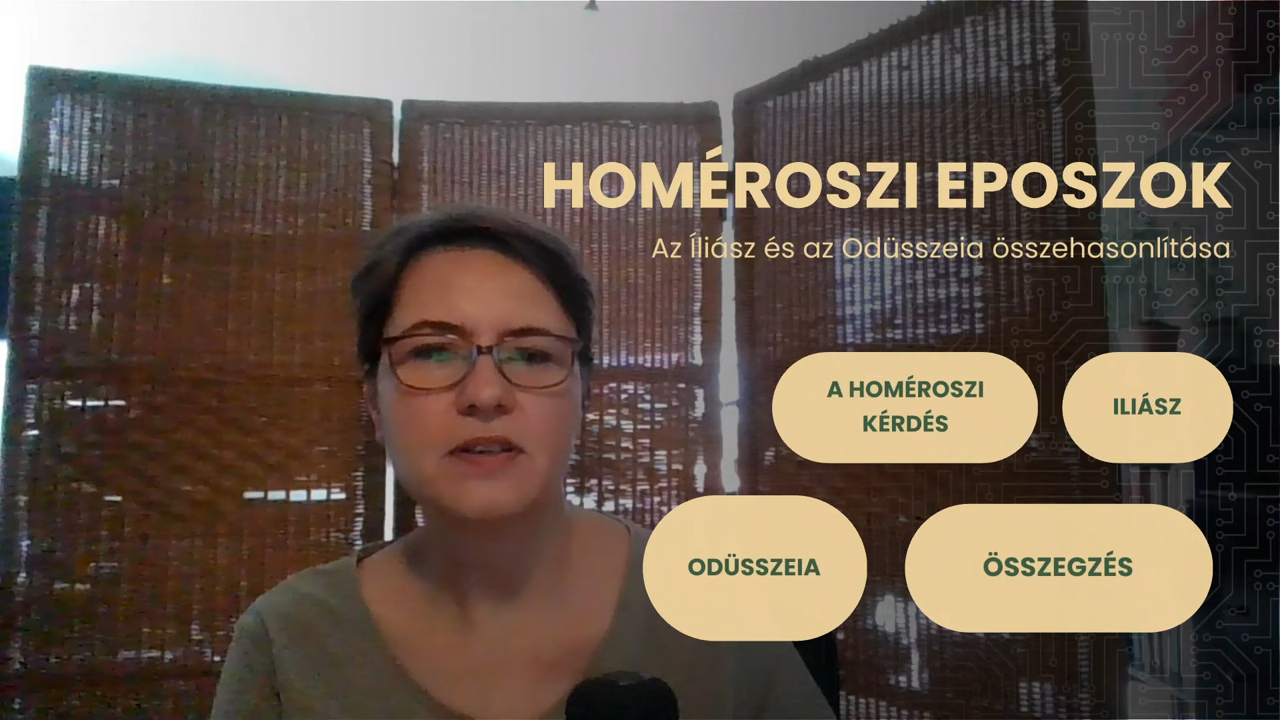 HOMÉROSZI EPOSZOK
Az Íliász és az Odüsszeia összehasonlítása
A HOMÉROSZI
KÉRDÉS
ILIÁSZ
ODÜSSZEIA
ÖSSZEGZÉS